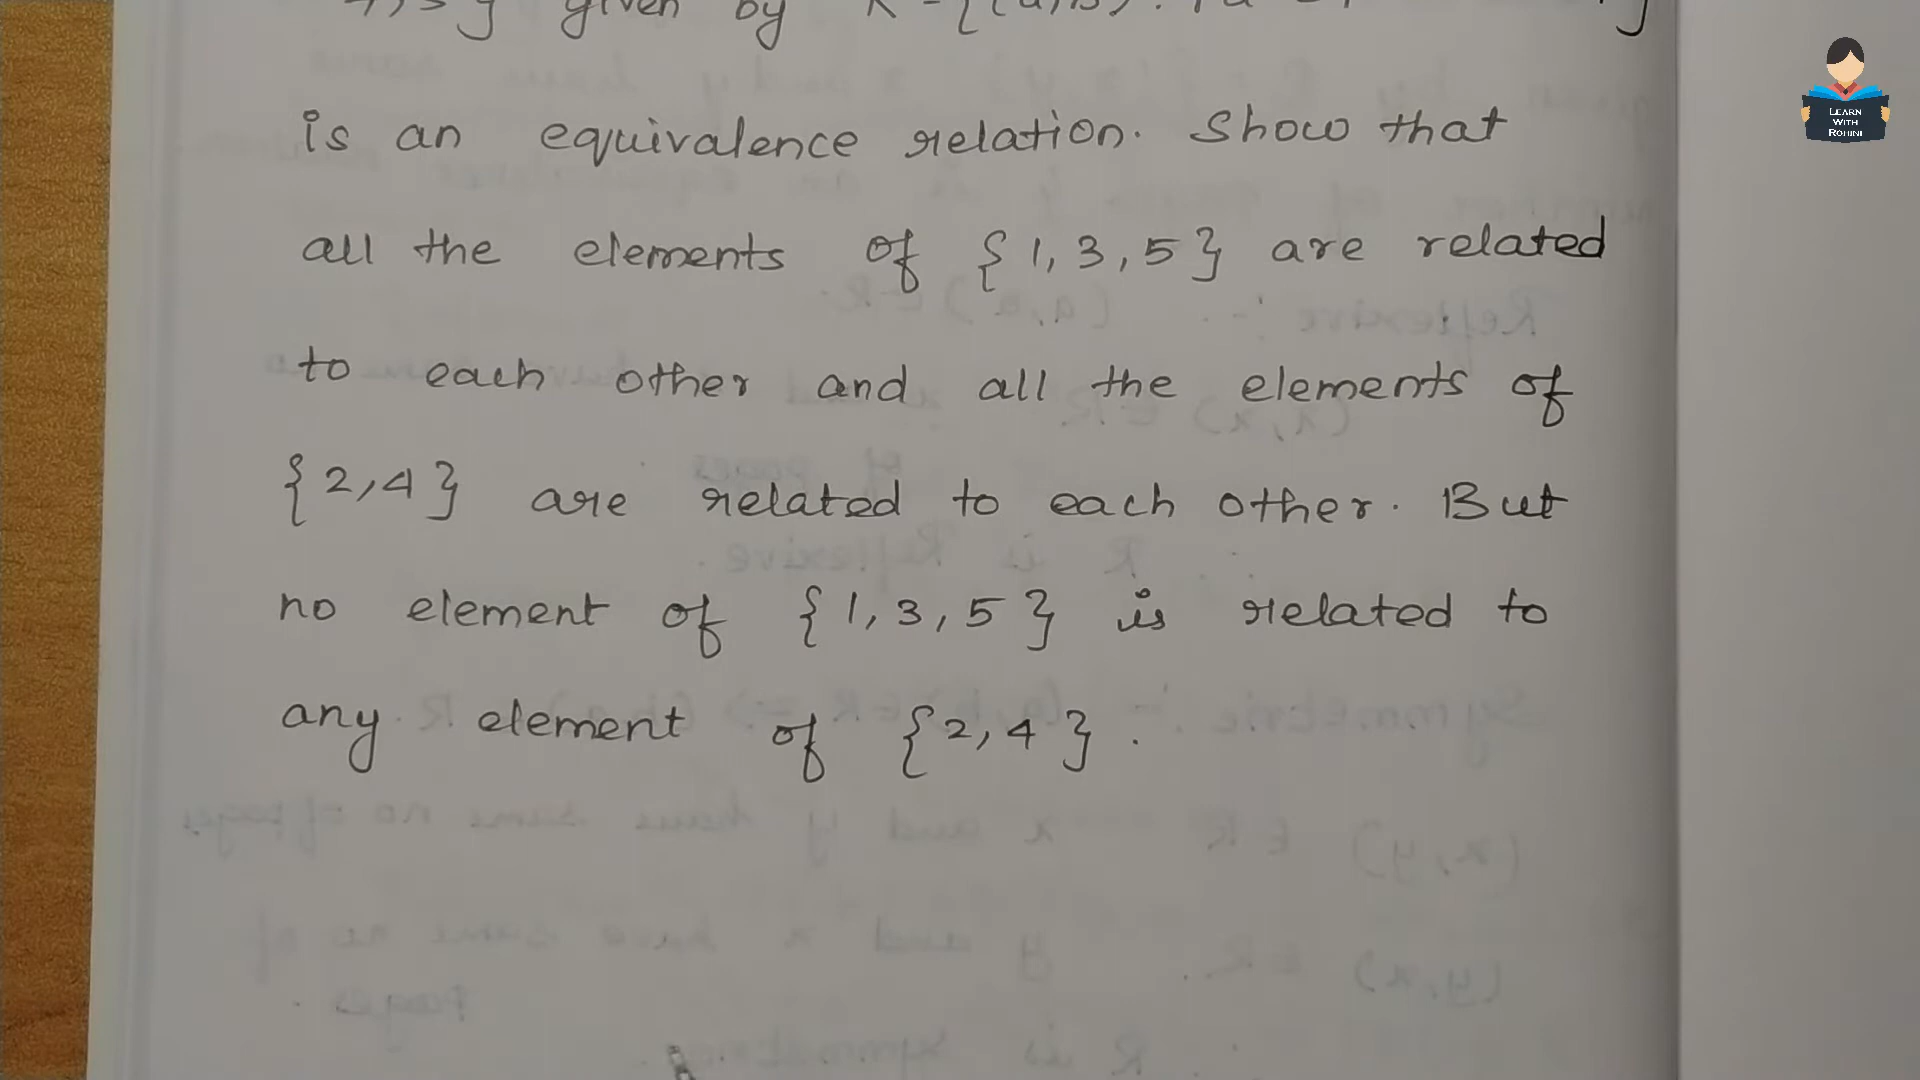 given by
is an equivalence relation. Show that
all the elements of {1, 3, 5} are related
to each other and all the elements of
{2, 4} are related to each other. But
no element of {1, 3, 5} is related to
any element of {2, 4}.
LEARN
WITH
ROHINI